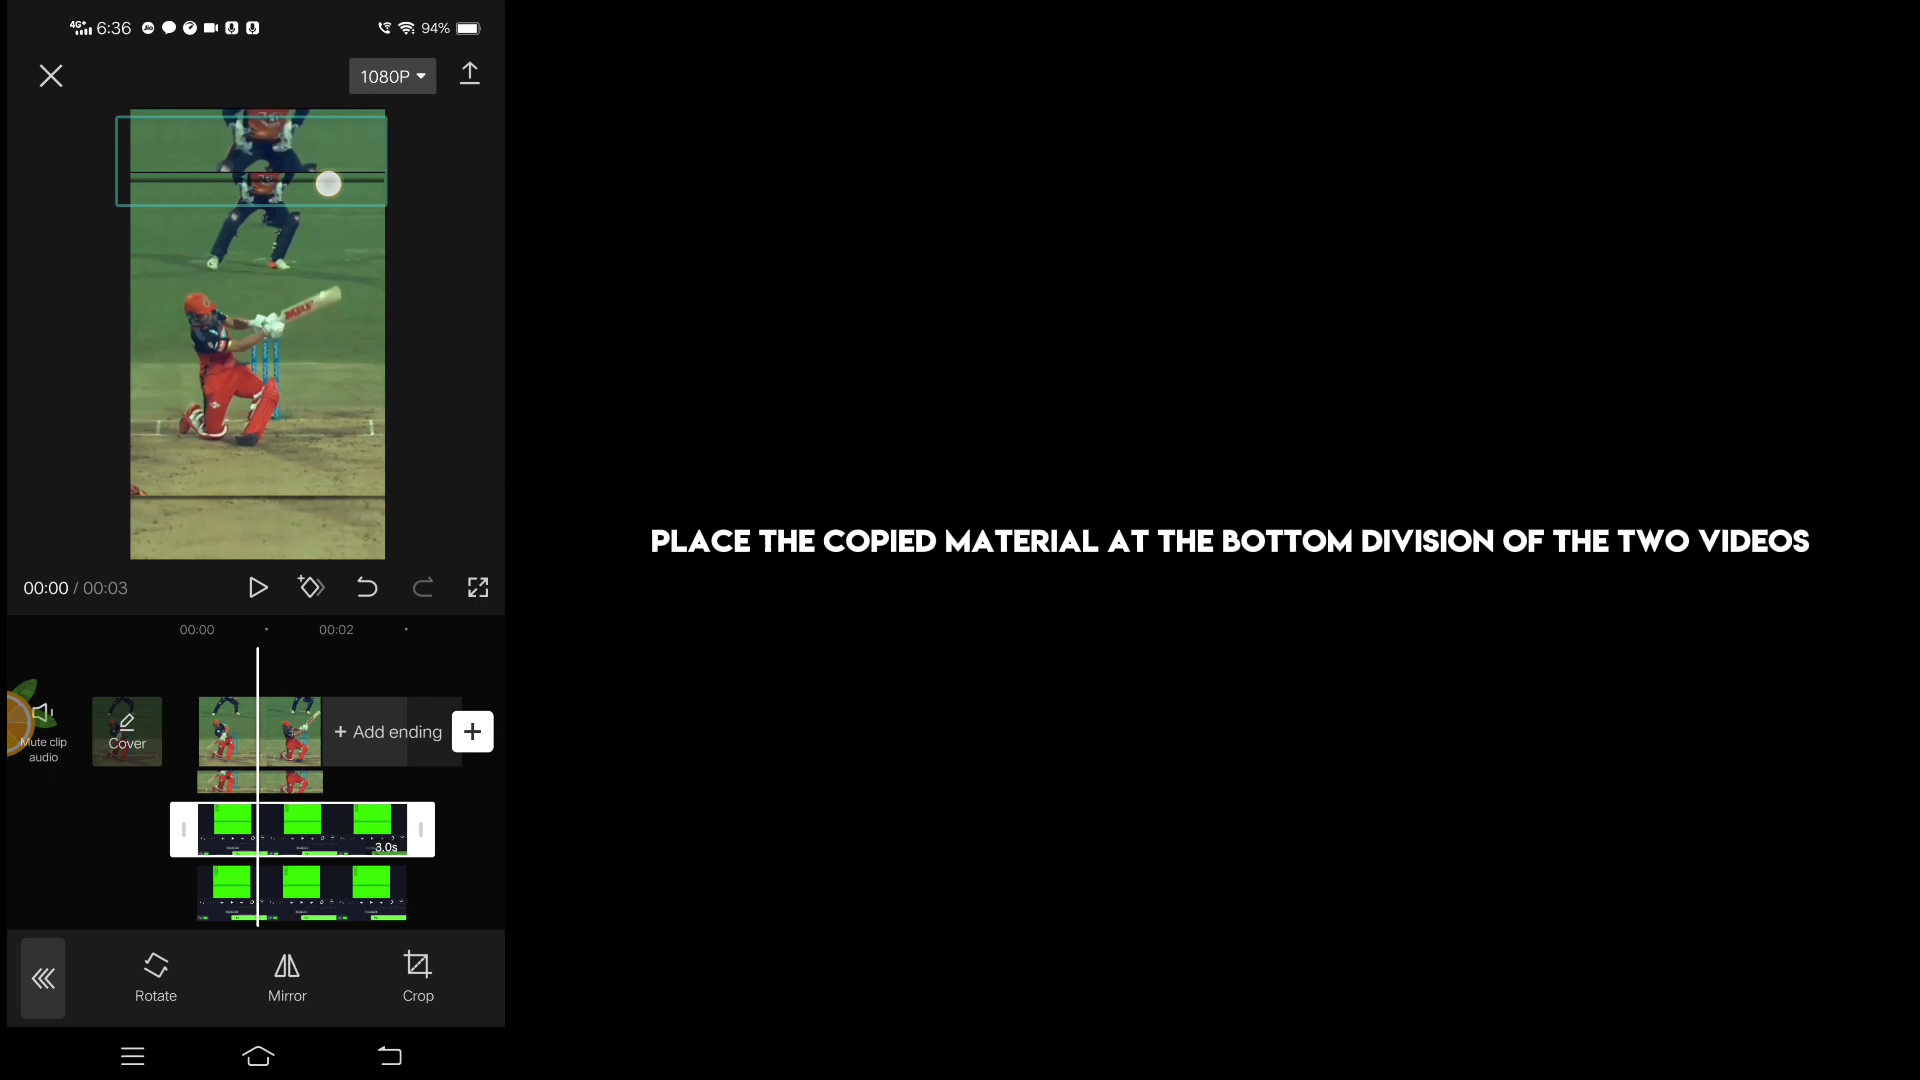 4G+ 6:36 94%
1080P
PLACE THE COPIED MATERIAL AT THE BOTTOM DIVISION OF THE TWO VIDEOS
00:00 / 00:03
00:00 00:02
Mute clip
audio
Cover
+ Add ending
3.0s
Rotate Mirror Crop